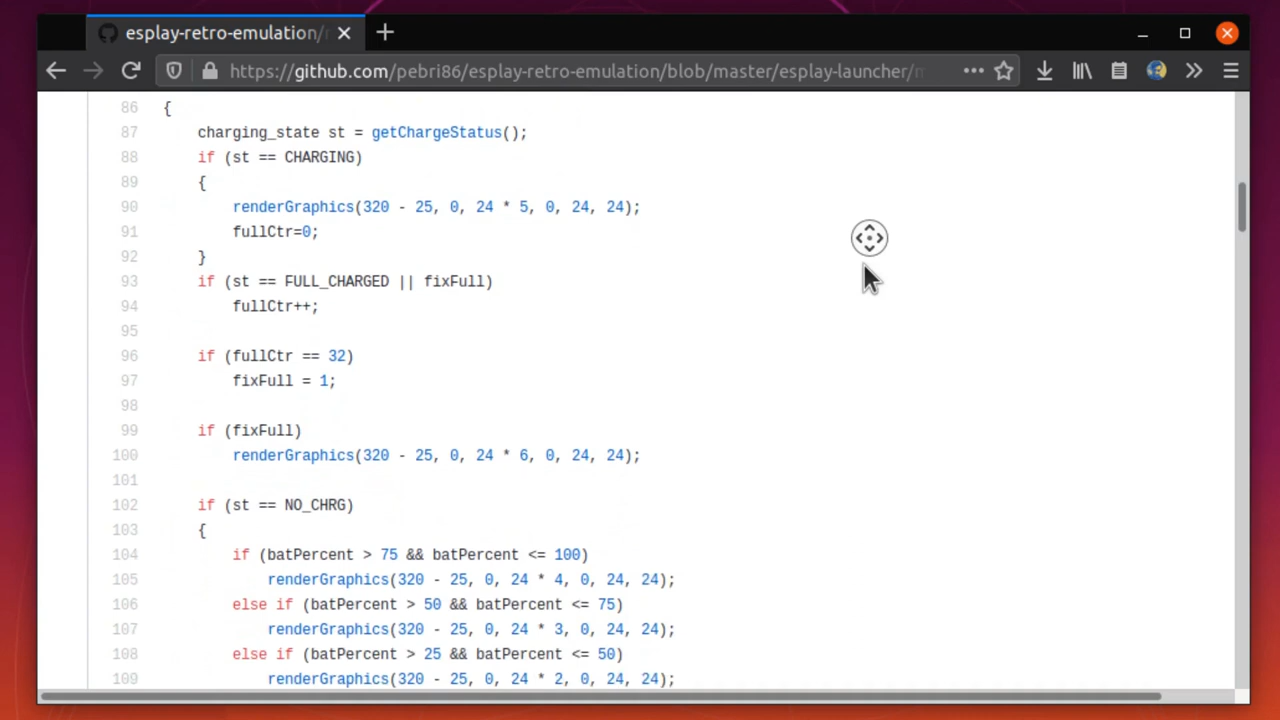 esplay-retro-emulation/
https://github.com/pebri86/esplay-retro-emulation/blob/master/esplay-launcher/
86 {
87 charging_state st = getChargeStatus();
88 if (st == CHARGING)
89 {
90 renderGraphics(320 - 25, 0, 24 * 5, 0, 24, 24);
91 fullCtr=0;
92 }
93 if (st == FULL_CHARGED || fixFull)
94 fullCtr++;
95
96 if (fullCtr == 32)
97 fixFull = 1;
98
99 if (fixFull)
100 renderGraphics(320 - 25, 0, 24 * 6, 0, 24, 24);
101
102 if (st == NO_CHRG)
103 {
104 if (batPercent > 75 && batPercent <= 100)
105 renderGraphics(320 - 25, 0, 24 * 4, 0, 24, 24);
106 else if (batPercent > 50 && batPercent <= 75)
107 renderGraphics(320 - 25, 0, 24 * 3, 0, 24, 24);
108 else if (batPercent > 25 && batPercent <= 50)
109 renderGraphics(320 - 25, 0, 24 * 2, 0, 24, 24);